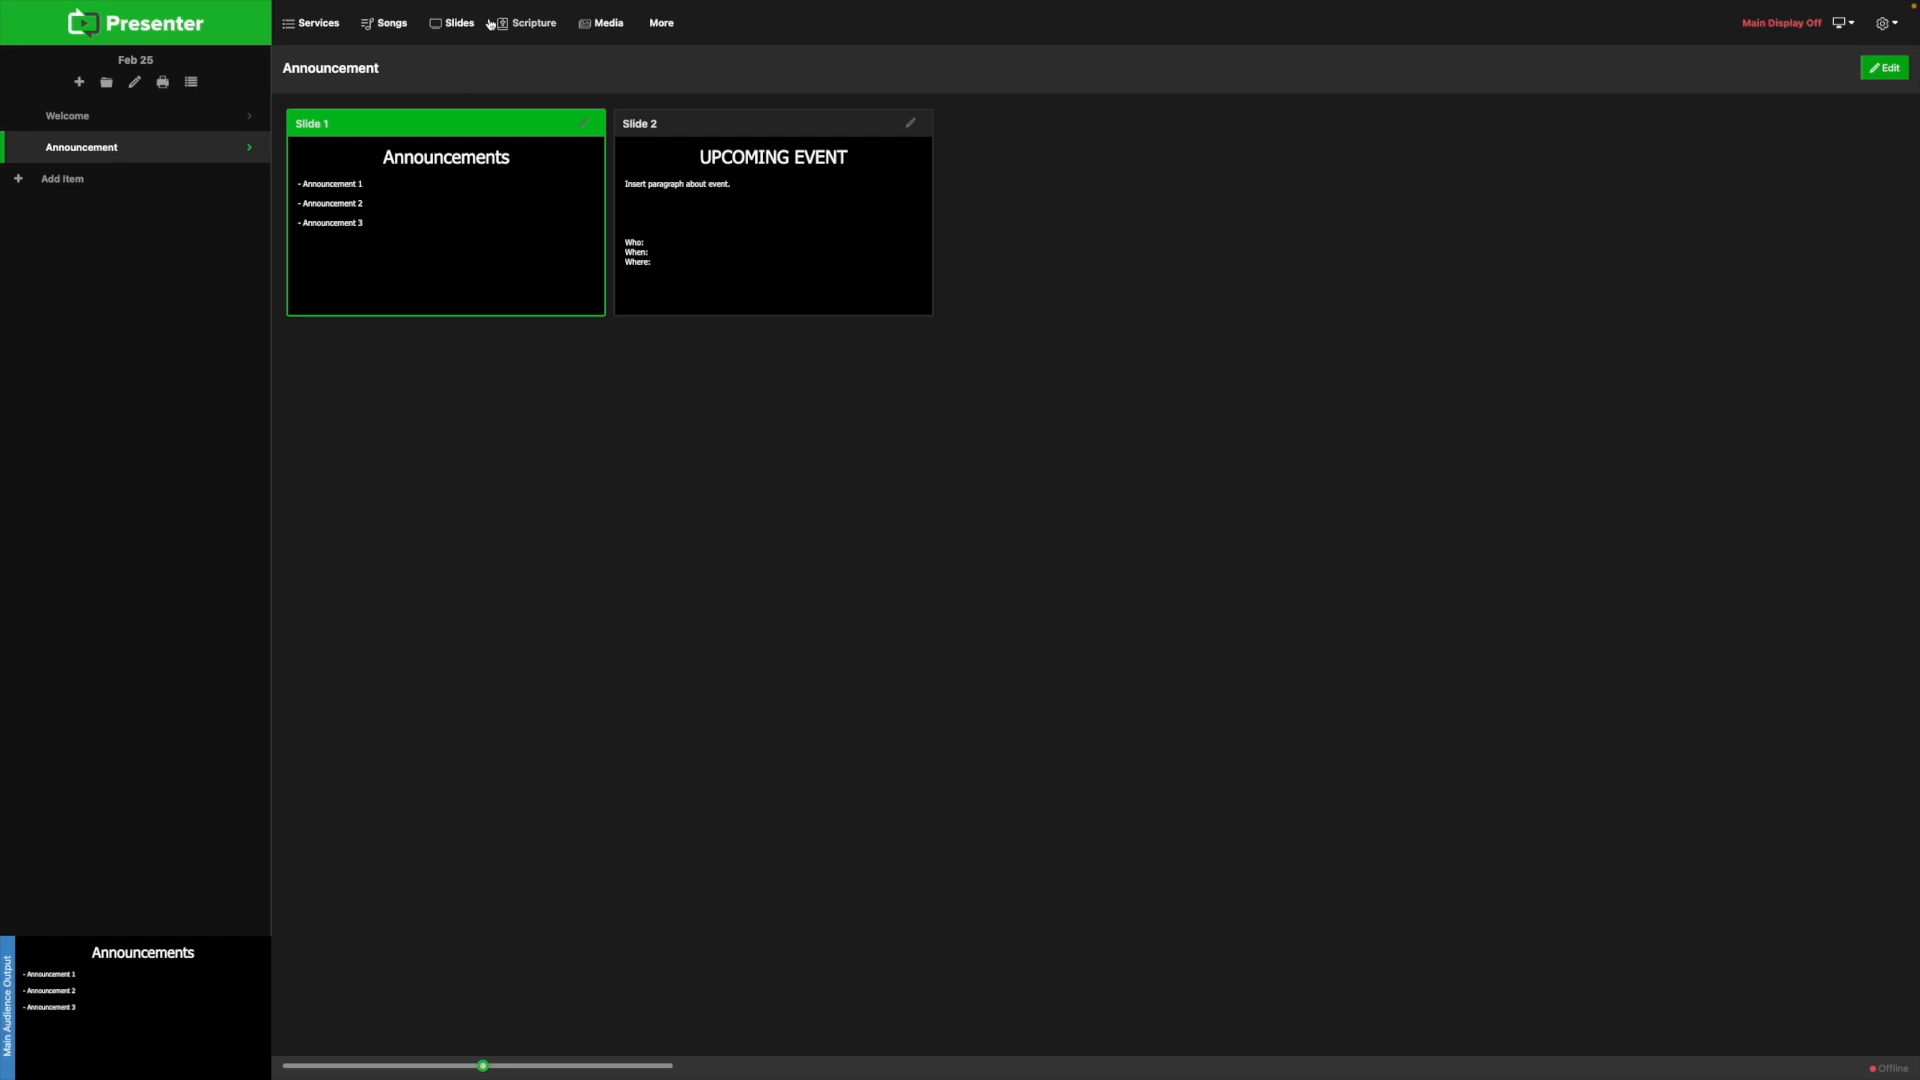 Presenter
Services
Songs
Slides
Scripture
Media
More
Main Display Off
Feb 25
Announcement
Edit
Welcome
Announcement
Add Item
Slide 1
Announcements
- Announcement 1
- Announcement 2
- Announcement 3
Slide 2
UPCOMING EVENT
Insert paragraph about event.
Who:
When:
Where:
Main Audience Output
Announcements
- Announcement 1
- Announcement 2
- Announcement 3
Offline